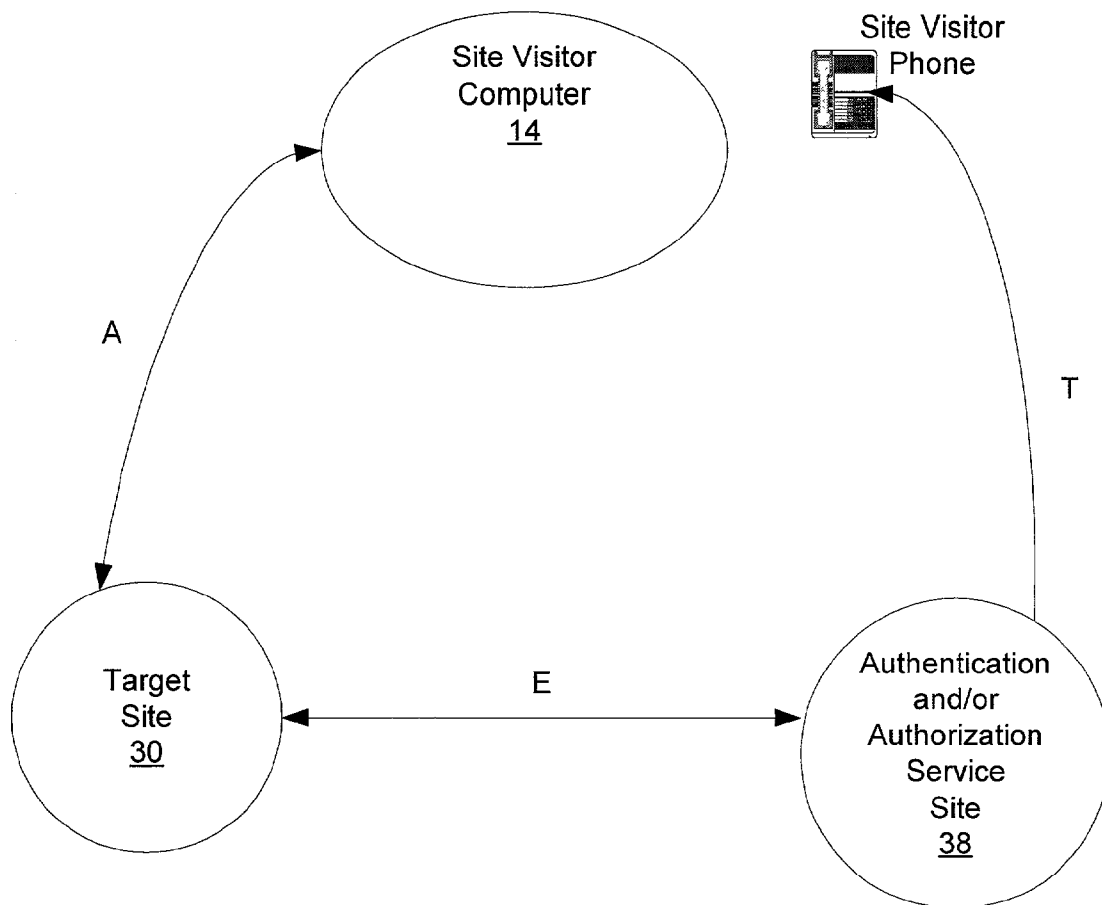 Site Visitor
Computer
14
Site Visitor
Phone
A
T
E
Target
Site
30
Authentication
and/or
Authorization
Service
Site
38